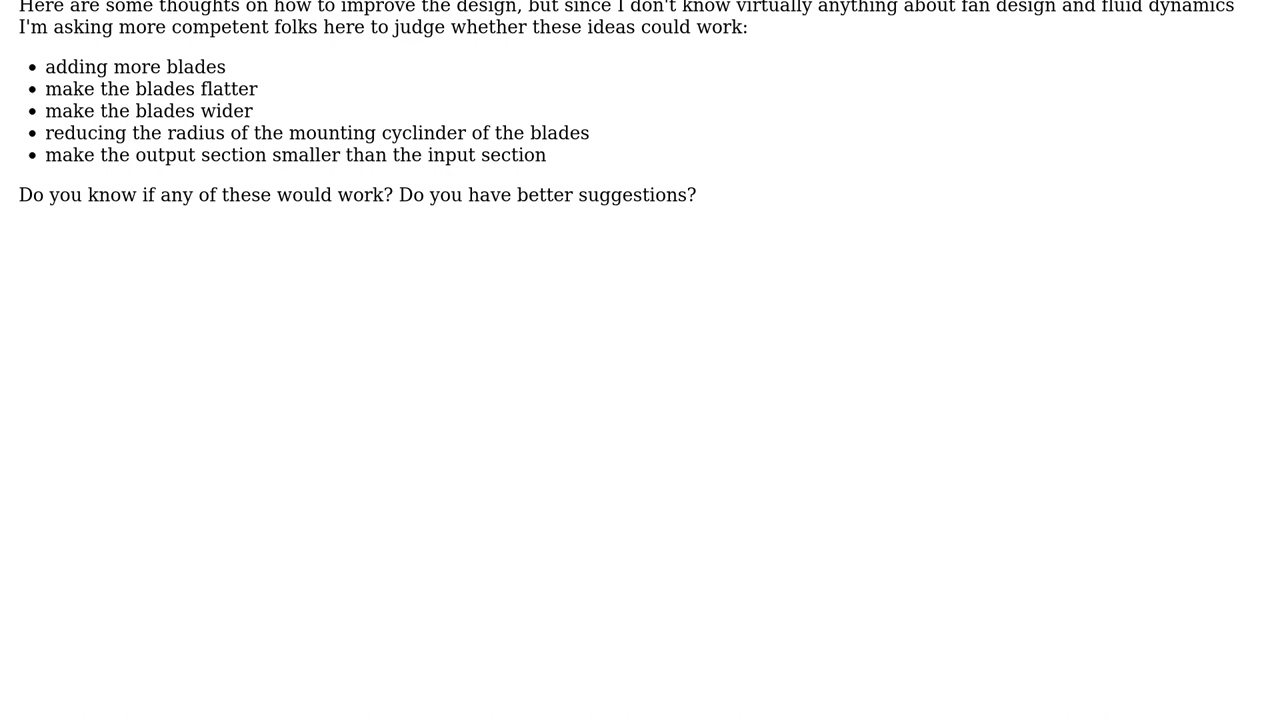 Here are some thoughts on how to improve the design, but since I don't know virtually anything about fan design and fluid dynamics
I'm asking more competent folks here to judge whether these ideas could work:
• adding more blades
• make the blades flatter
• make the blades wider
• reducing the radius of the mounting cyclinder of the blades
• make the output section smaller than the input section
Do you know if any of these would work? Do you have better suggestions?